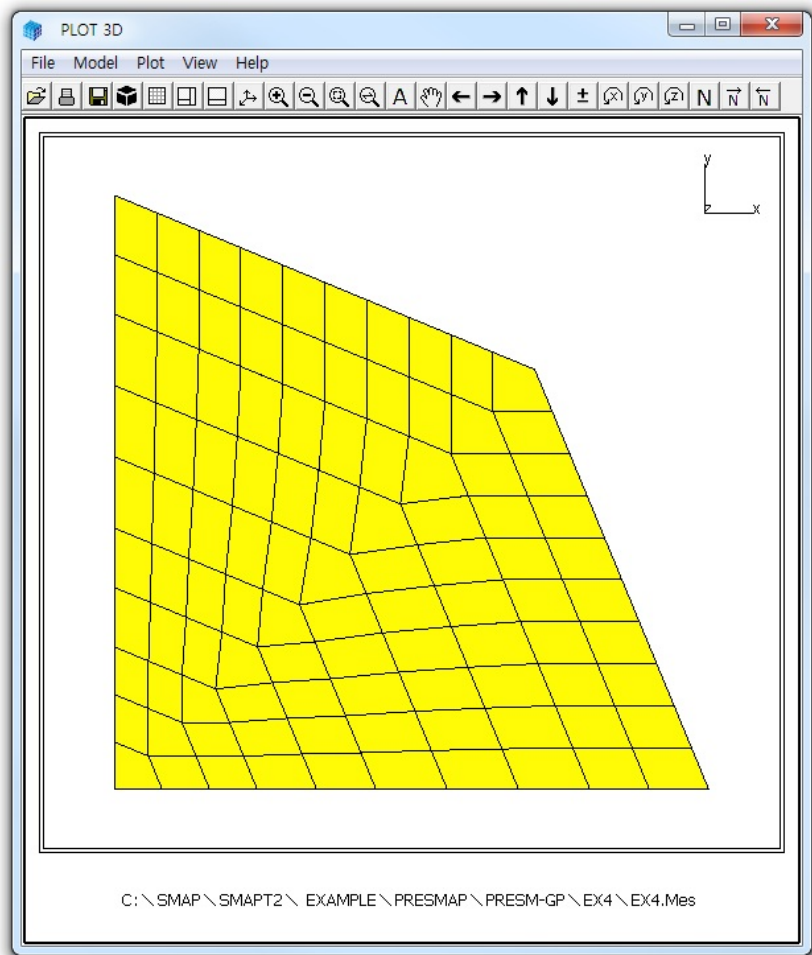 PLOT 3D
File Model Plot View Help
A N N N
y
z x
C:\SMAP\SMAPT2\ EXAMPLE\PRESMAP\PRESM-GP\EX4\EX4.Mes